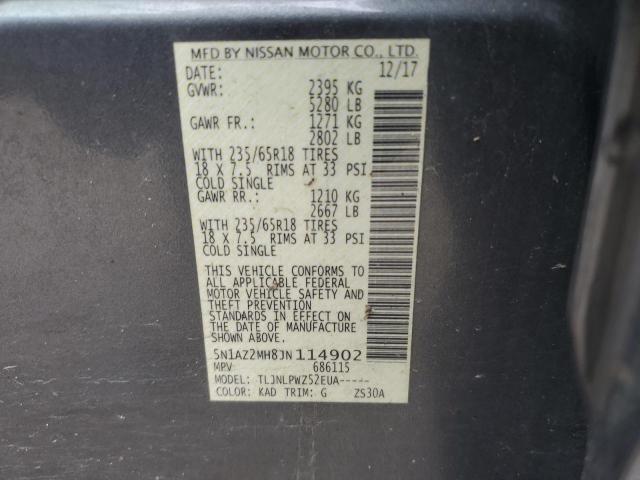 MFD BY NISSAN MOTOR CO., LTD.
DATE: 12/17
GVWR: 2395 KG
5280 LB
GAWR FR.: 1271 KG
2802 LB
WITH 235/65R18 TIRES
18 X 7.5 RIMS AT 33 PSI
COLD SINGLE
GAWR RR.: 1210 KG
2667 LB
WITH 235/65R18 TIRES
18 X 7.5 RIMS AT 33 PSI
COLD SINGLE
THIS VEHICLE CONFORMS TO
ALL APPLICABLE FEDERAL
MOTOR VEHICLE SAFETY AND
THEFT PREVENTION
STANDARDS IN EFFECT ON
THE DATE OF MANUFACTURE
SHOWN ABOVE.
5N1AZ2MH8JN114902
MPV: 686115
MODEL: TLJNLPWZ52EUA-----
COLOR: KAD TRIM: G ZS30A